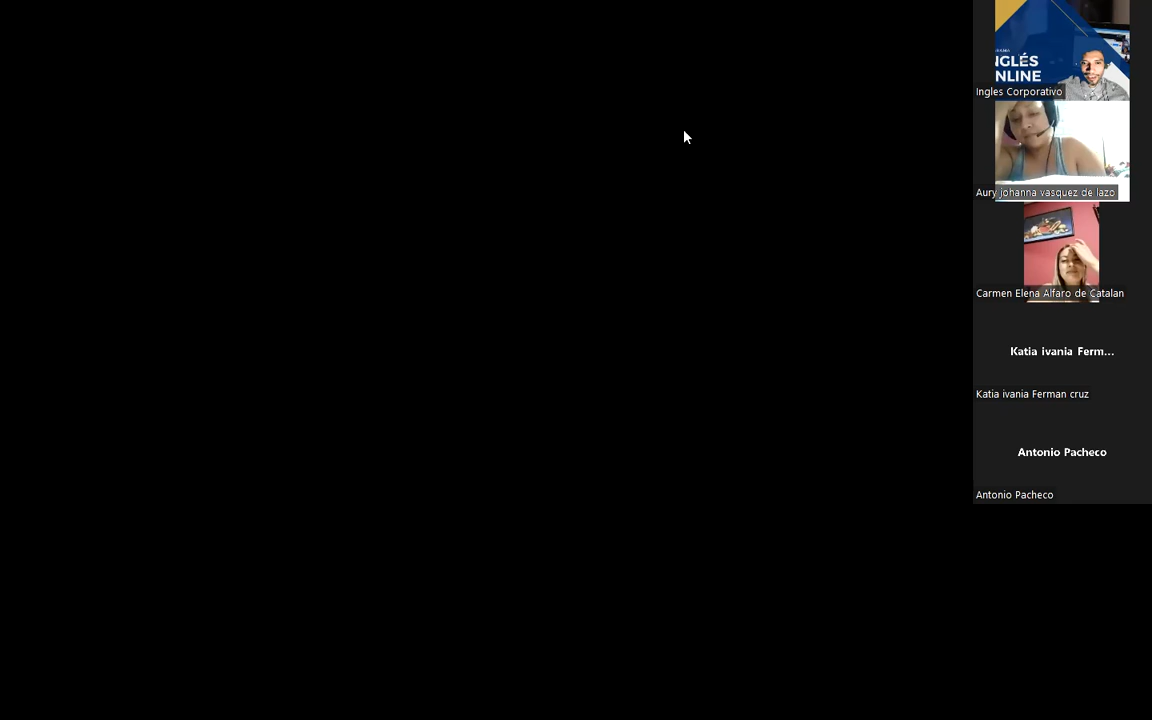 NGLÉS
NLINE
Ingles Corporativo
Aury johanna vasquez de lazo
Carmen Elena Alfaro de Catalan
Katia ivania Ferm...
Katia ivania Ferman cruz
Antonio Pacheco
Antonio Pacheco